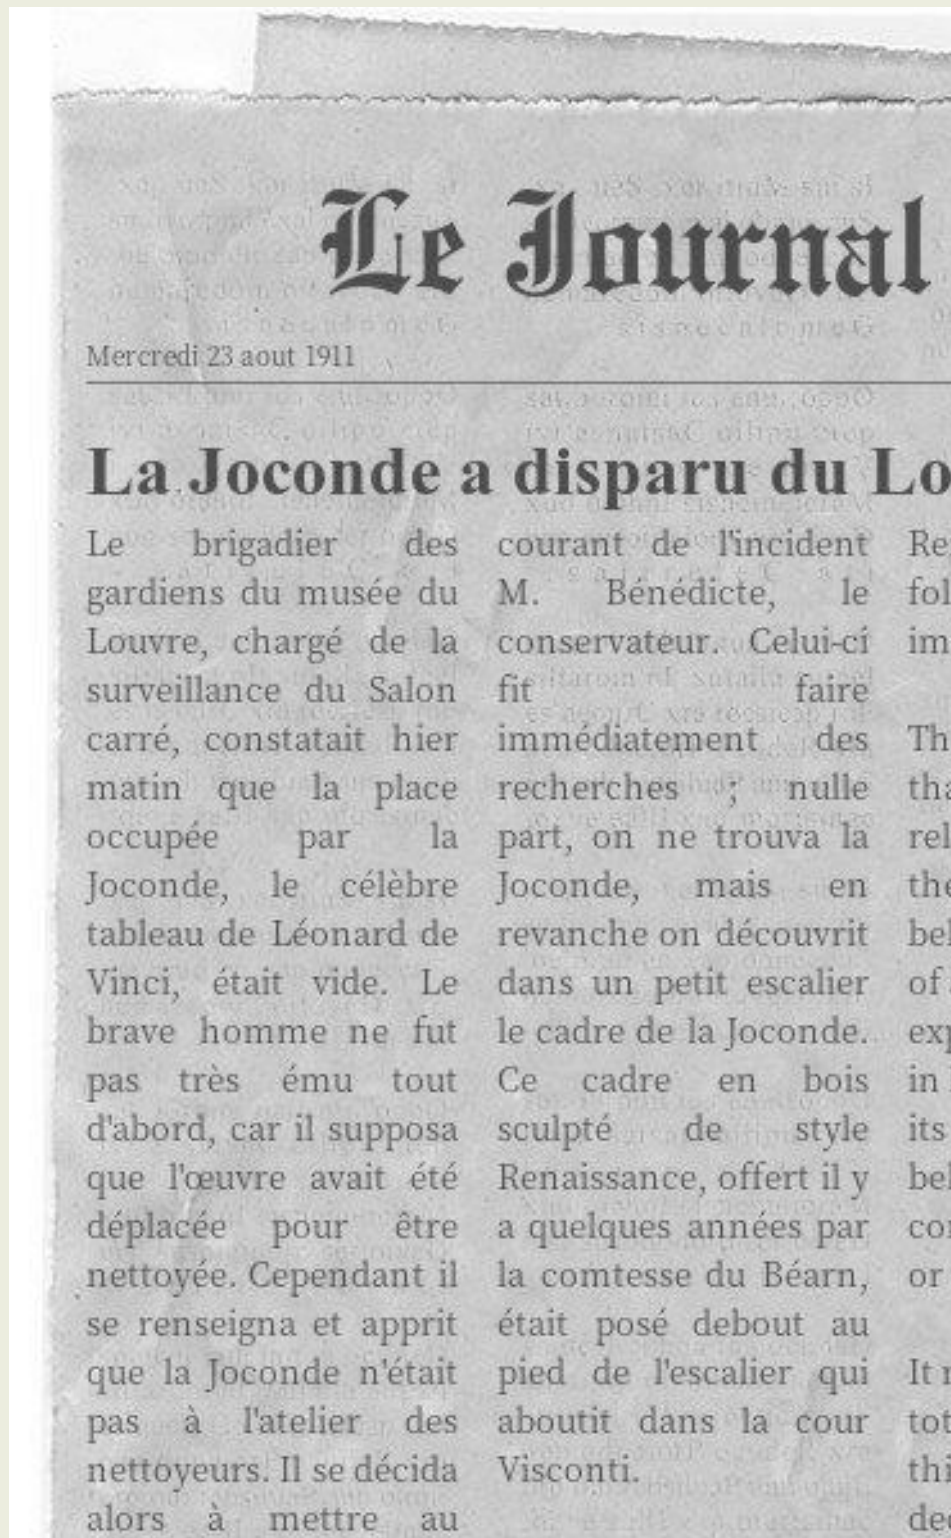 Le Journal
Mercredi 23 aout 1911
La Joconde a disparu du
Le brigadier des
gardiens du musée du
Louvre, chargé de la
surveillance du Salon
carré, constatait hier
matin que la place
occupée par la
Joconde, le célèbre
tableau de Léonard de
Vinci, était vide. Le
brave homme ne fut
pas très ému tout
d'abord, car il supposa
que l'œuvre avait été
déplacée pour être
nettoyée. Cependant il
se renseigna et apprit
que la Joconde n'était
pas à l'atelier des
nettoyeurs. Il se décida
alors à mettre au
courant de l'incident
M. Bénédicte, le
conservateur. Celui-ci
fit faire
immédiatement des
recherches ; nulle
part, on ne trouva la
Joconde, mais en
revanche on découvrit
dans un petit escalier
le cadre de la Joconde.
Ce cadre en bois
sculpté de style
Renaissance, offert il y
a quelques années par
la comtesse du Béarn,
était posé debout au
pied de l'escalier qui
aboutit dans la cour
Visconti.
of
in
its
or
It